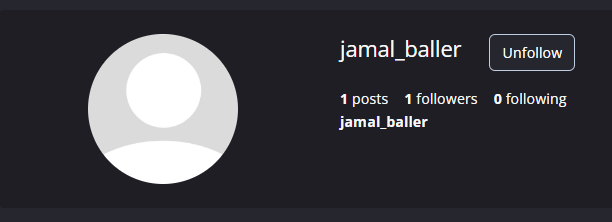 jamal_baller Unfollow
1 posts 1 followers 0 following
jamal_baller